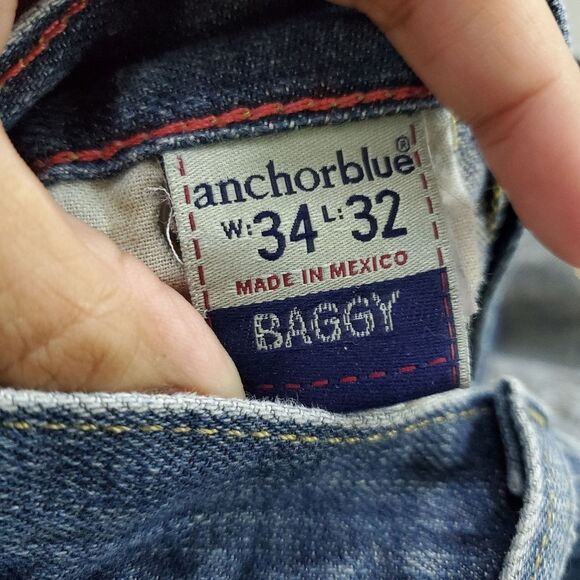 anchorblue®
W: 34 L: 32
MADE IN MEXICO
BAGGY